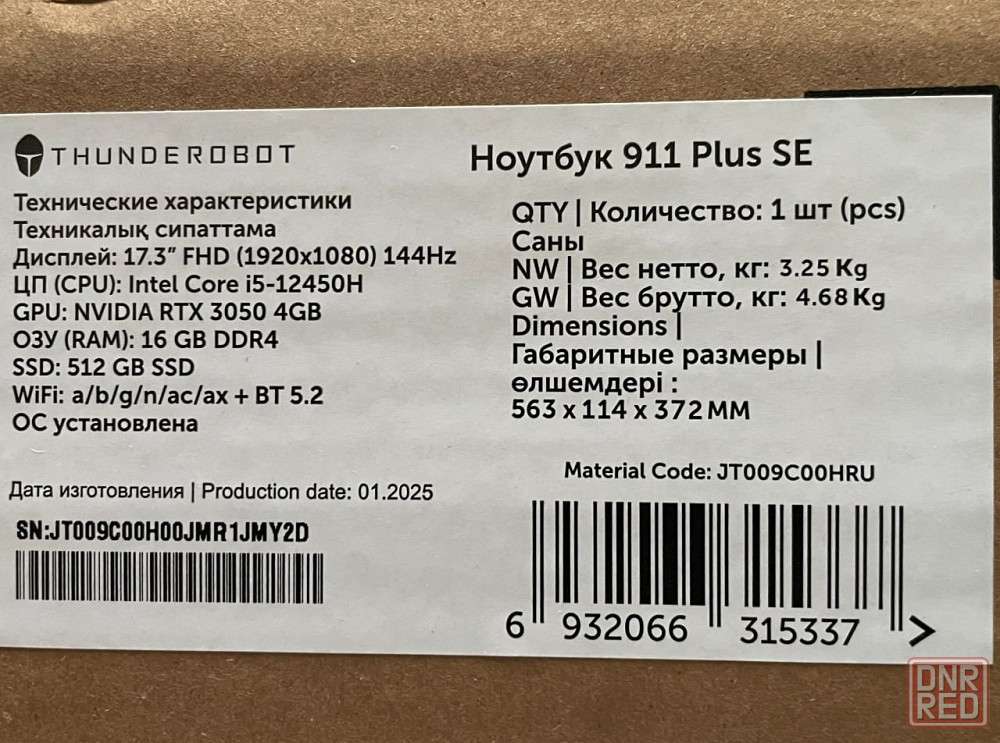 THUNDEROBOT
Ноутбук 911 Plus SE
Технические характеристики
Техникалық сипаттама
Дисплей: 17.3” FHD (1920x1080) 144Hz
ЦП (CPU): Intel Core i5-12450H
GPU: NVIDIA RTX 3050 4GB
ОЗУ (RAM): 16 GB DDR4
SSD: 512 GB SSD
WiFi: a/b/g/n/ac/ax + BT 5.2
ОС установлена
QTY | Количество: 1 шт (pcs)
Саны
NW | Вес нетто, кг: 3.25 Kg
GW | Вес брутто, кг: 4.68 Kg
Dimensions |
Габаритные размеры |
өлшемдері :
563 x 114 x 372 MM
Material Code: JT009C00HRU
Дата изготовления | Production date: 01.2025
SN:JT009C00H00JMR1JMY2D
6 932066 315337 >
DNR
RED